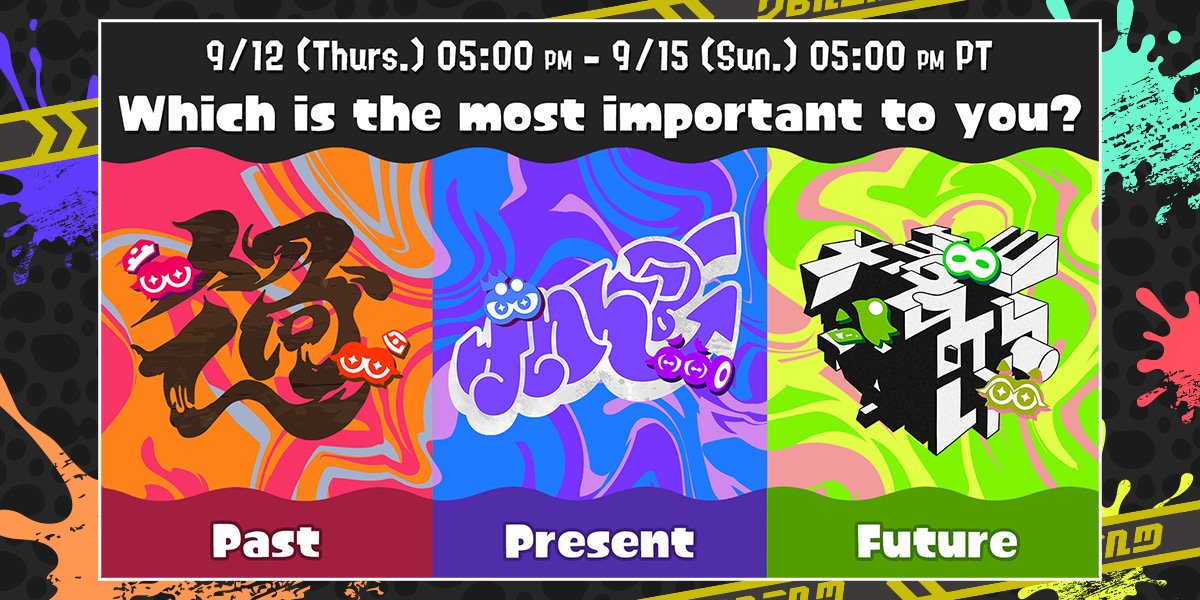 9/12 (Thurs.) 05:00 PM – 9/15 (Sun.) 05:00 PM PT
Which is the most important to you?
Past
Present
Future